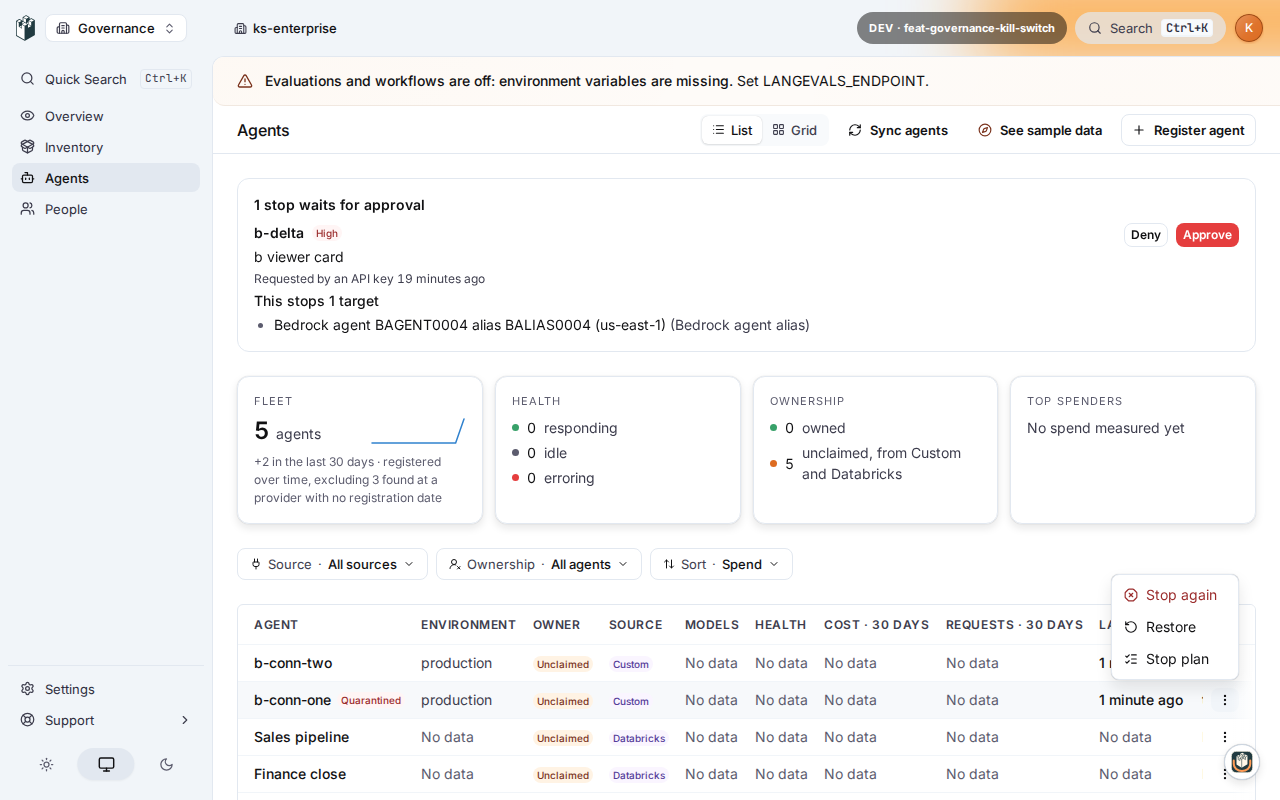 Governance
ks-enterprise
DEV · feat-governance-kill-switch
Search Ctrl+K
K
Quick Search Ctrl+K
Overview
Inventory
Agents
People
Settings
Support
Evaluations and workflows are off: environment variables are missing. Set LANGEVALS_ENDPOINT.
Agents
List
Grid
Sync agents
See sample data
Register agent
1 stop waits for approval
b-delta High
Deny
Approve
b viewer card
Requested by an API key 19 minutes ago
This stops 1 target
• Bedrock agent BAGENT0004 alias BALIAS0004 (us-east-1) (Bedrock agent alias)
FLEET
5 agents
+2 in the last 30 days · registered
over time, excluding 3 found at a
provider with no registration date
HEALTH
0 responding
0 idle
0 erroring
OWNERSHIP
0 owned
5 unclaimed, from Custom
and Databricks
TOP SPENDERS
No spend measured yet
Source · All sources
Ownership · All agents
Sort · Spend
Stop again
Restore
Stop plan
AGENT ENVIRONMENT OWNER SOURCE MODELS HEALTH COST · 30 DAYS REQUESTS · 30 DAYS
b-conn-two production Unclaimed Custom No data No data No data No data 1
b-conn-one Quarantined production Unclaimed Custom No data No data No data No data 1 minute ago
Sales pipeline No data Unclaimed Databricks No data No data No data No data No data
Finance close No data Unclaimed Databricks No data No data No data No data No data